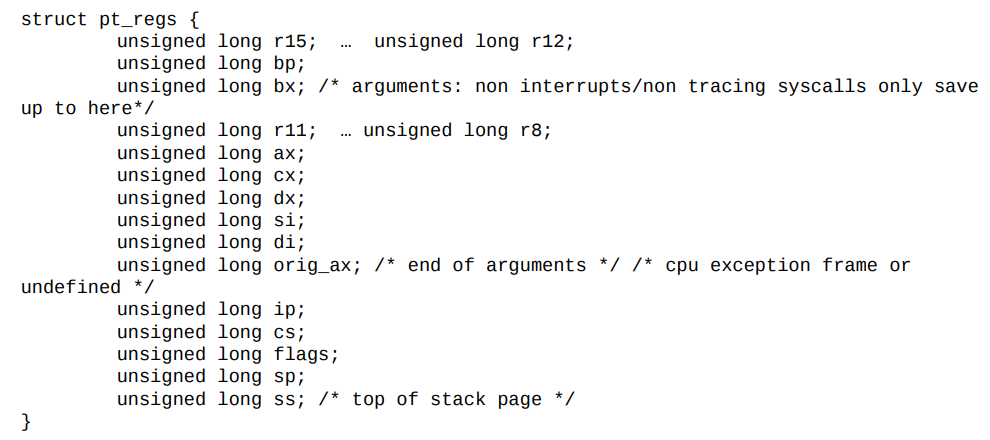 struct pt_regs {
unsigned long r15;  …  unsigned long r12;
unsigned long bp;
unsigned long bx; /* arguments: non interrupts/non tracing syscalls only save
up to here*/
unsigned long r11;  … unsigned long r8;
unsigned long ax;
unsigned long cx;
unsigned long dx;
unsigned long si;
unsigned long di;
unsigned long orig_ax; /* end of arguments */ /* cpu exception frame or
undefined */
unsigned long ip;
unsigned long cs;
unsigned long flags;
unsigned long sp;
unsigned long ss; /* top of stack page */
}